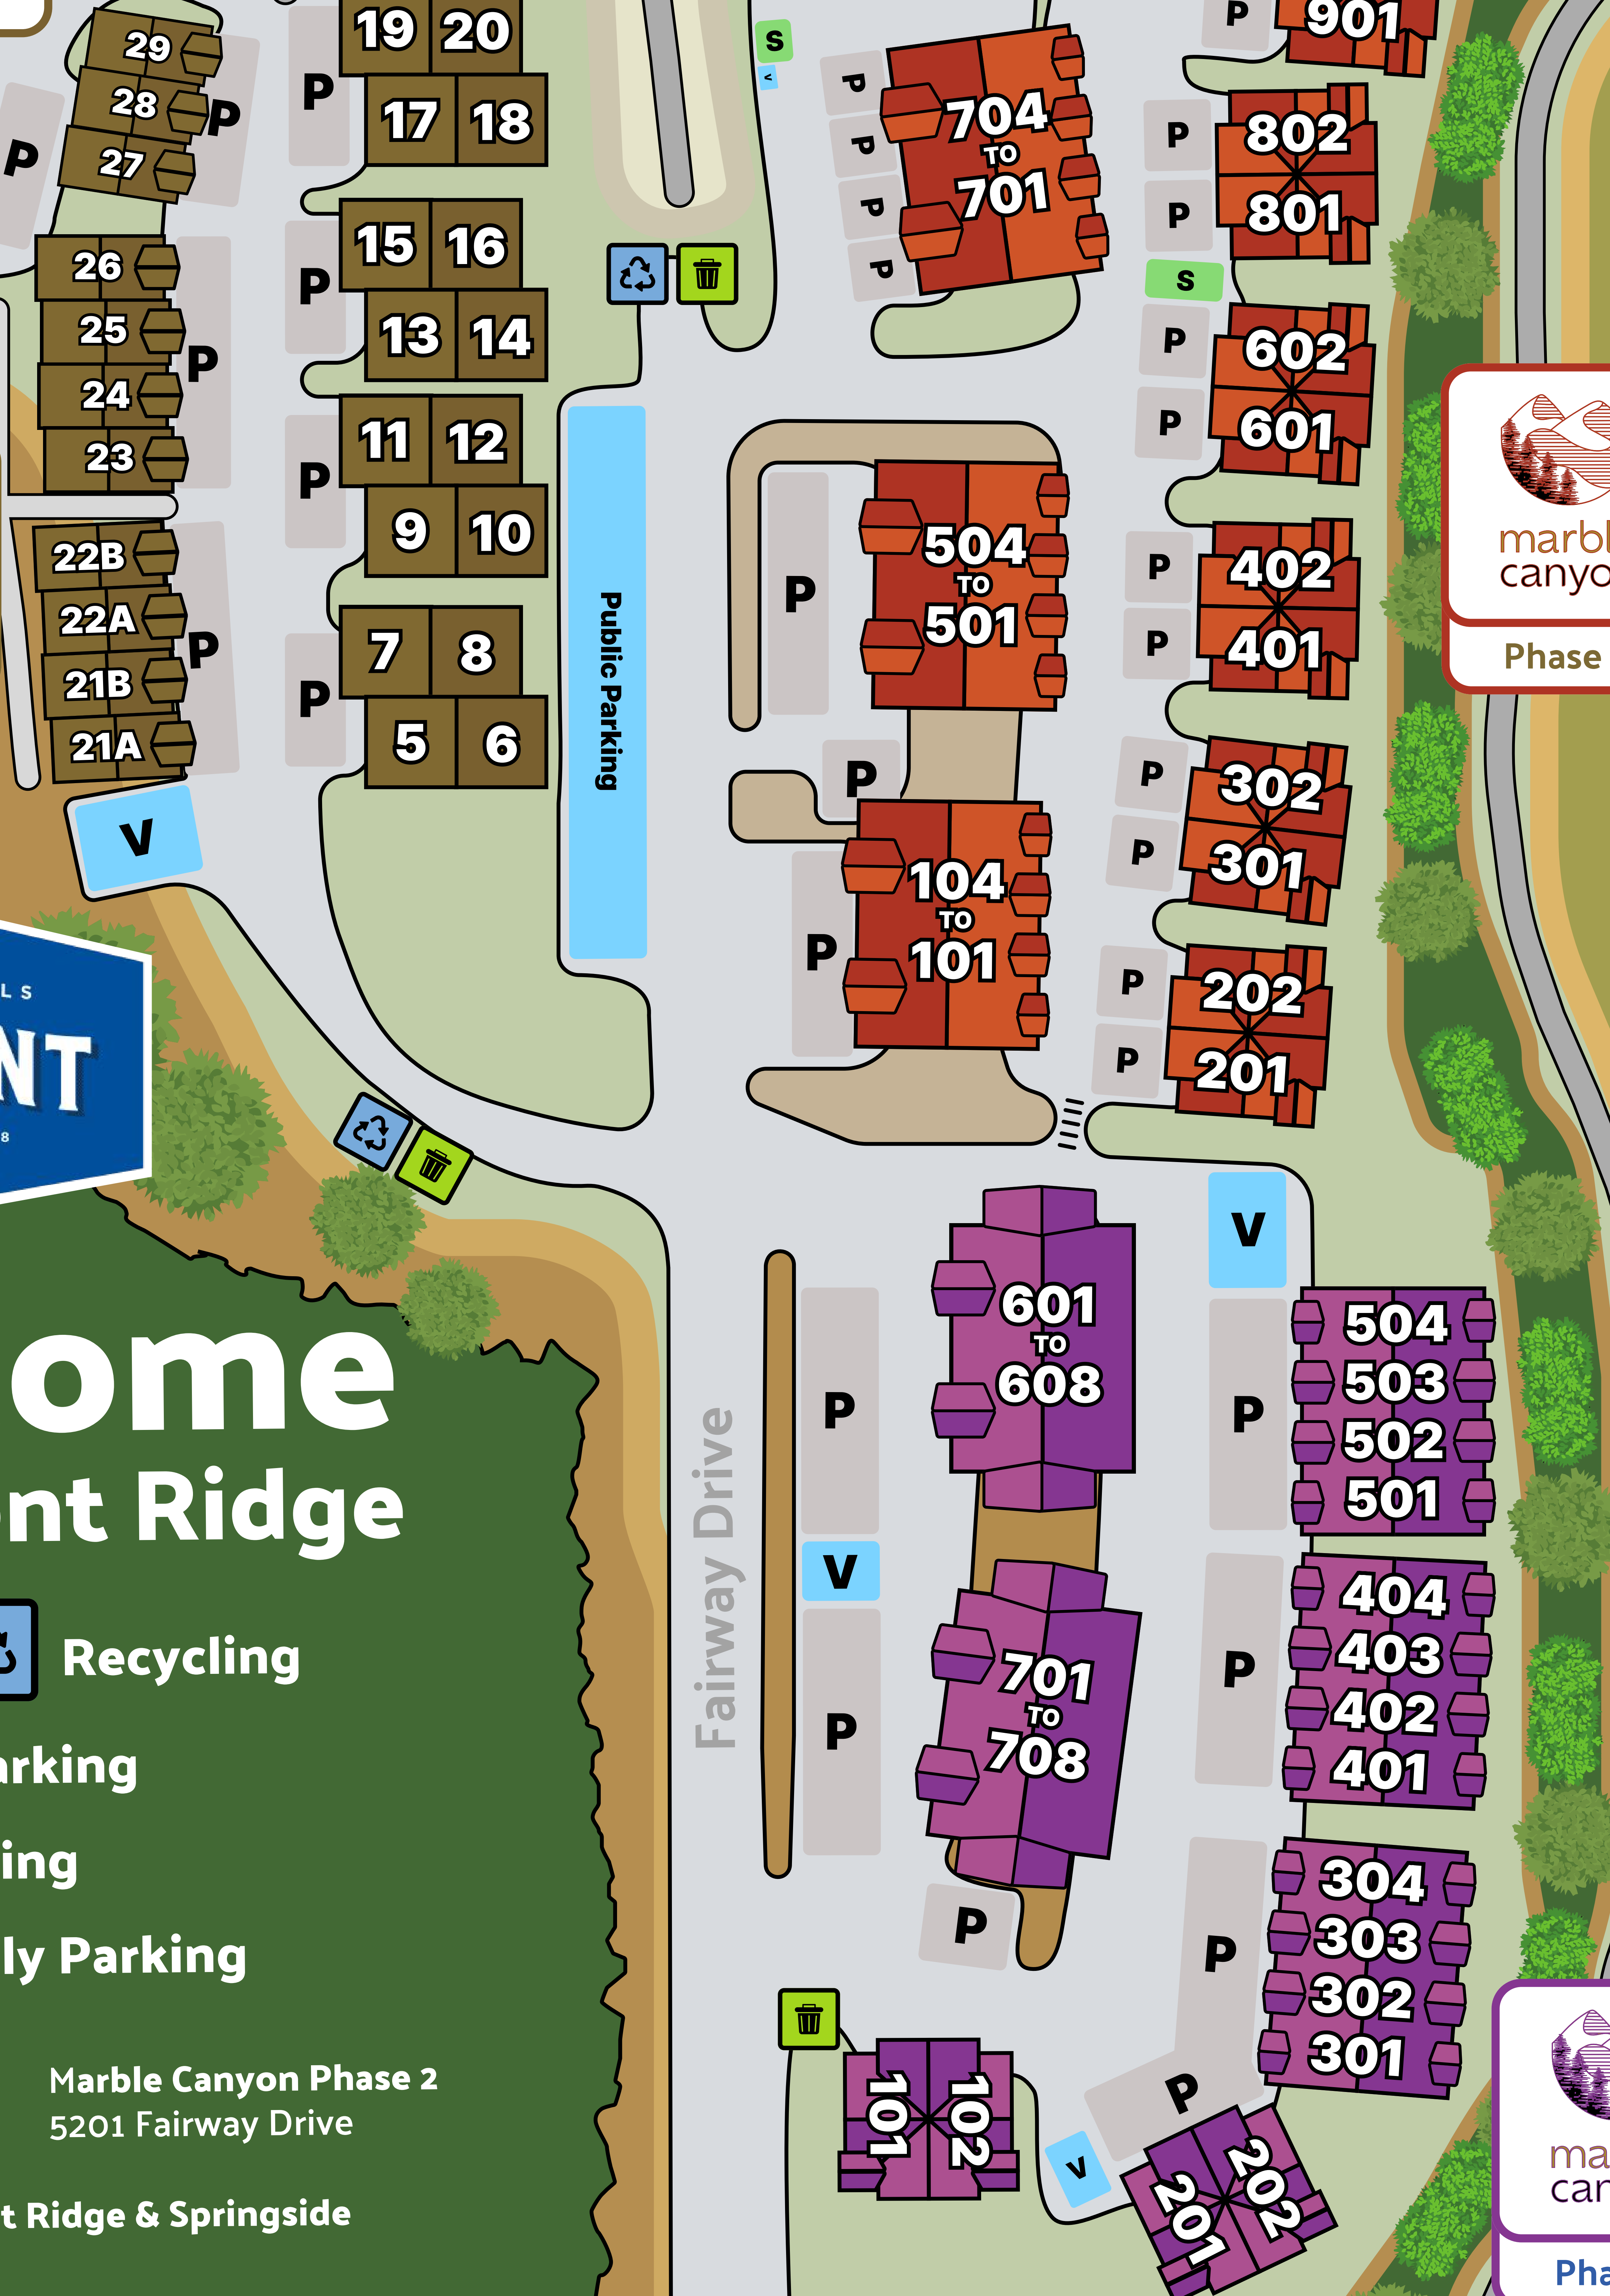 29
28
27
P
P
P
19 20
17 18
S
v
P
P
P
P
704
TO
701
P
901
P
802
P
801
S
26
25
24
23
P
P
15 16
13 14
P
602
P
601
P
11 12
9 10
504
TO
501
P
P
402
P
401
marbl
canyo
Phase
22B
22A
21B
21A
P
P
7 8
5 6
Public Parking
P
104
TO
101
P
P
302
P
301
V
P
202
P
201
LS
NT
8
V
601
TO
608
P
P
504
503
502
501
ome
nt Ridge
Fairway Drive
V
P
701
TO
708
P
404
403
402
401
Recycling
arking
ing
ly Parking
P
P
304
303
302
301
Marble Canyon Phase 2
5201 Fairway Drive
t Ridge & Springside
101
102
P
V
201
202
ma
can
Pha